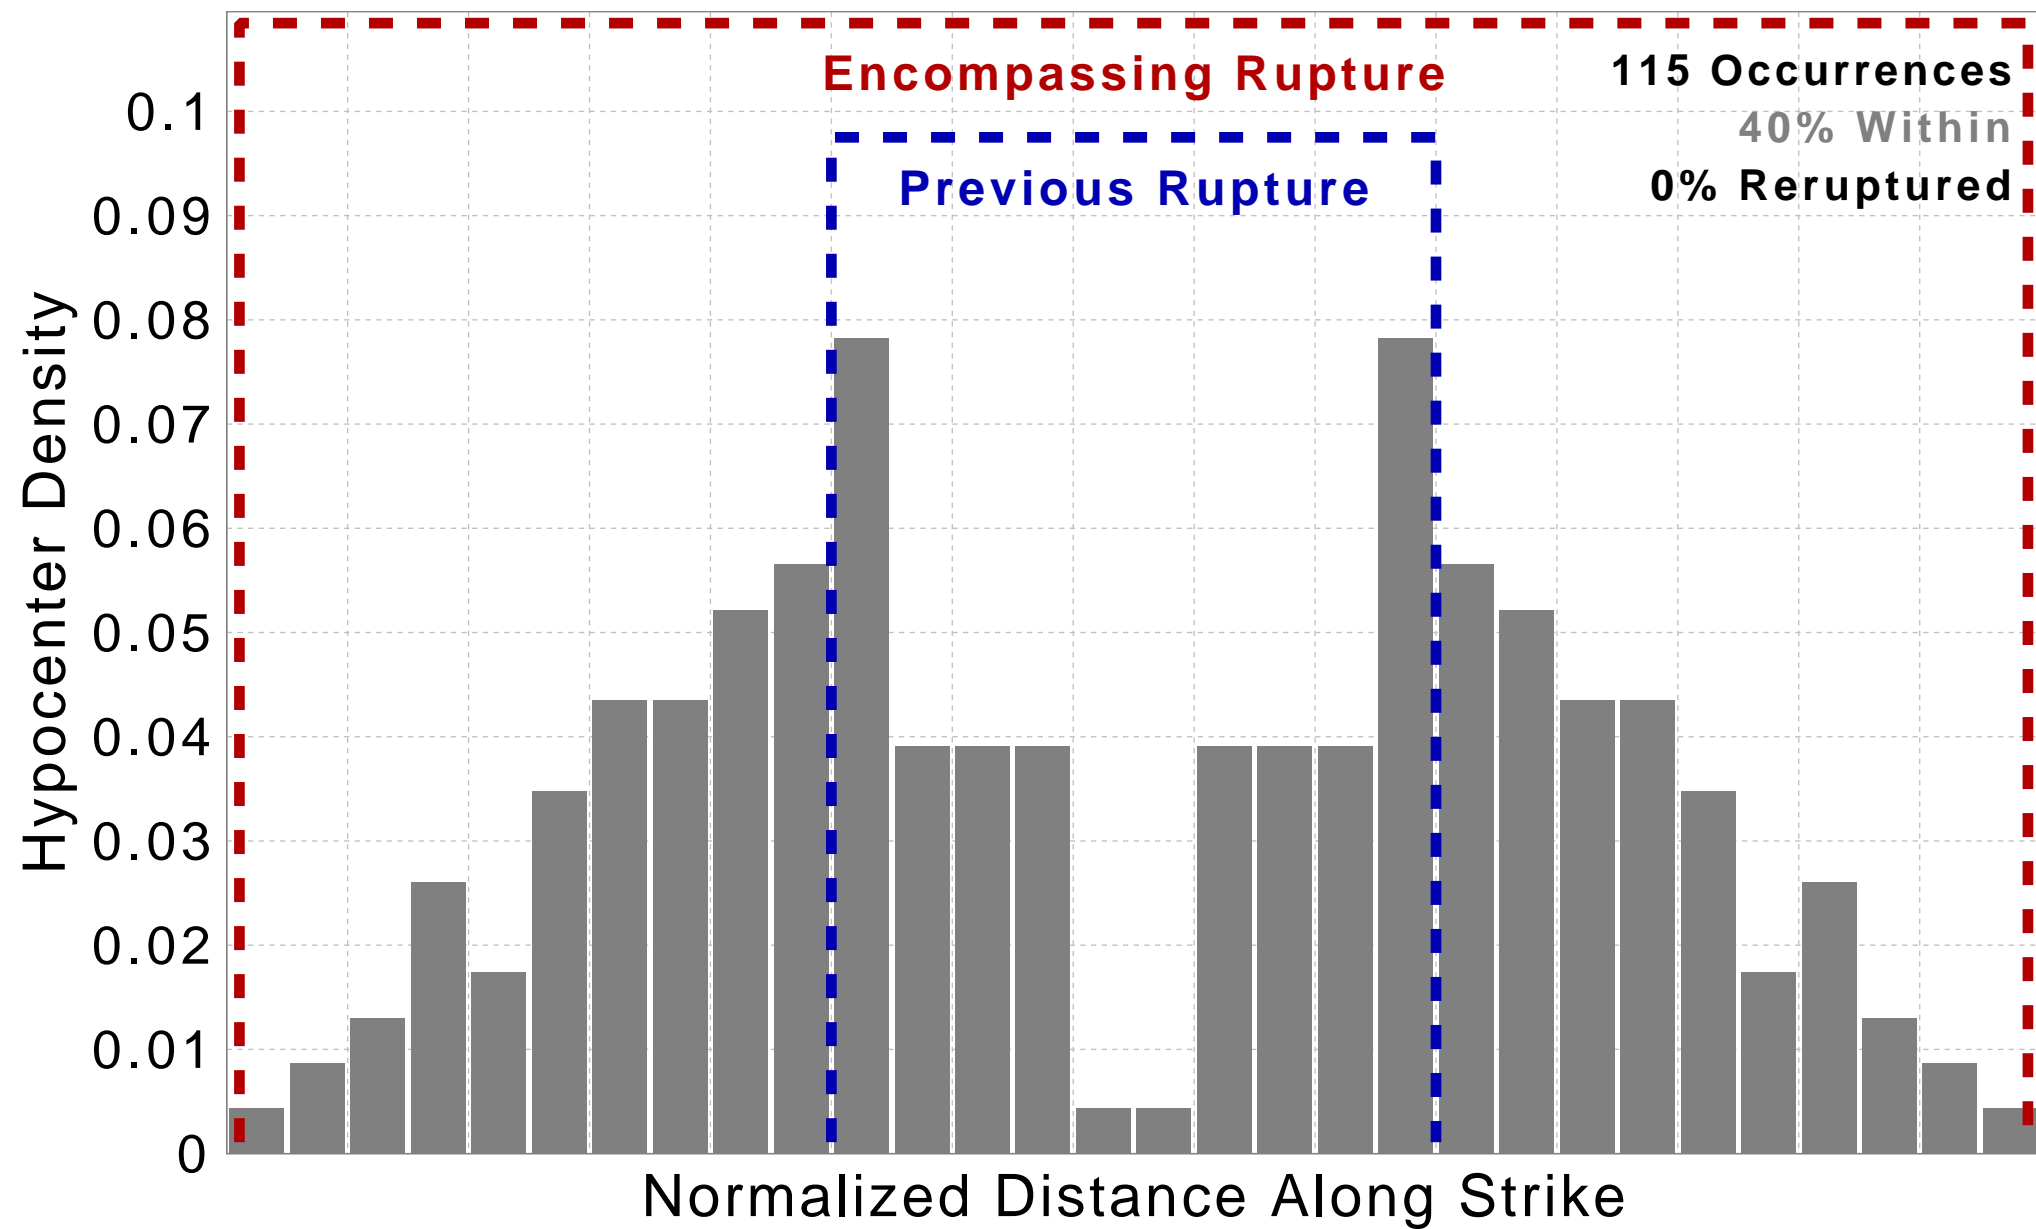 Encompassing Rupture
115 Occurrences
40% Within
0% Reruptured
Previous Rupture
Hypocenter Density
0.1
0.09
0.08
0.07
0.06
0.05
0.04
0.03
0.02
0.01
0
Normalized Distance Along Strike